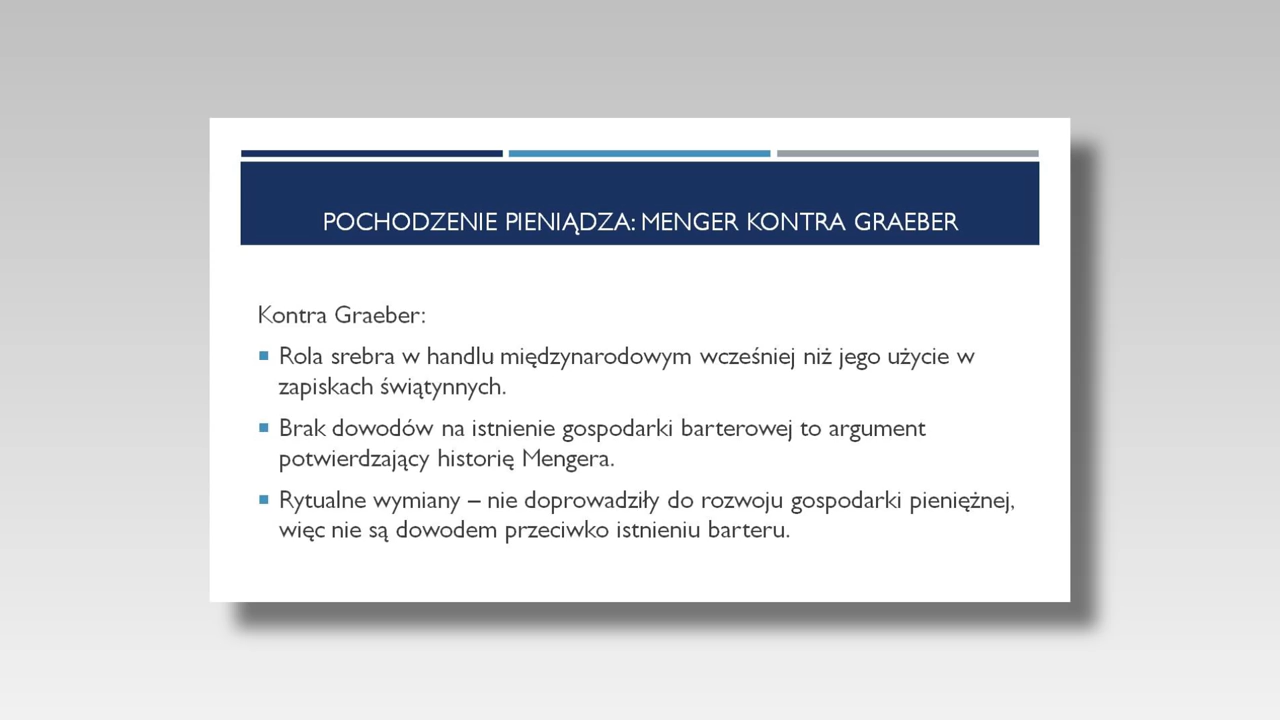 POCHODZENIE PIENIĄDZA: MENGER KONTRA GRAEBER
Kontra Graeber:
Rola srebra w handlu międzynarodowym wcześniej niż jego użycie w
zapiskach świątynnych.
Brak dowodów na istnienie gospodarki barterowej to argument
potwierdzający historię Mengera.
Rytualne wymiany – nie doprowadziły do rozwoju gospodarki pieniężnej,
więc nie są dowodem przeciwko istnieniu barteru.